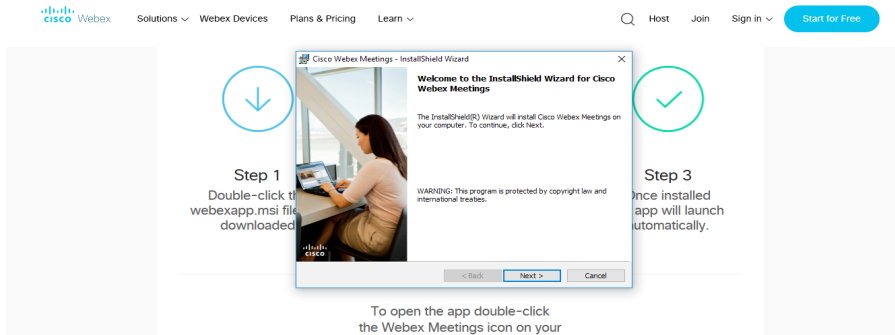 CISCO Webex
Solutions
Webex Devices
Plans & Pricing
Learn
Host
Join
Sign in
Start for Free
Cisco Webex Meetings - InstallShield Wizard
Welcome to the InstallShield Wizard for Cisco
Webex Meetings
The InstallShield(R) Wizard will install Cisco Webex Meetings on
your computer. To continue, click Next.
WARNING: This program is protected by copyright law and
international treaties.
CISCO
< Back
Next >
Cancel
Step 1
Double-click t
webexapp.msi file
downloaded
Step 3
Once installed
app will launch
utomatically.
To open the app double-click
the Webex Meetings icon on your